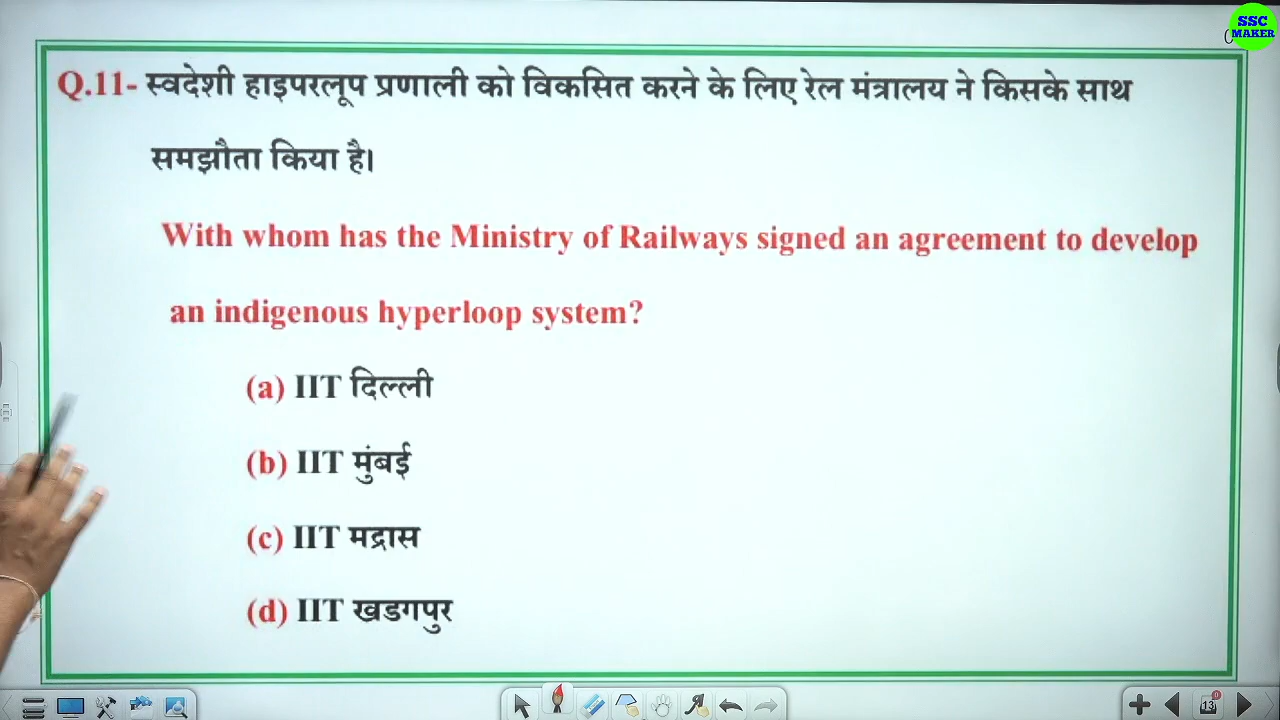 SSC
MAKER
Q.11- स्वदेशी हाइपरलूप प्रणाली को विकसित करने के लिए रेल मंत्रालय ने किसके साथ
समझौता किया है।
With whom has the Ministry of Railways signed an agreement to develop
an indigenous hyperloop system?
(a) IIT दिल्ली
(b) IIT मुंबई
(c) IIT मद्रास
(d) IIT खडगपुर
13